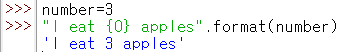 >>> number=3
>>> "I eat {0} apples".format(number)
'I eat 3 apples'